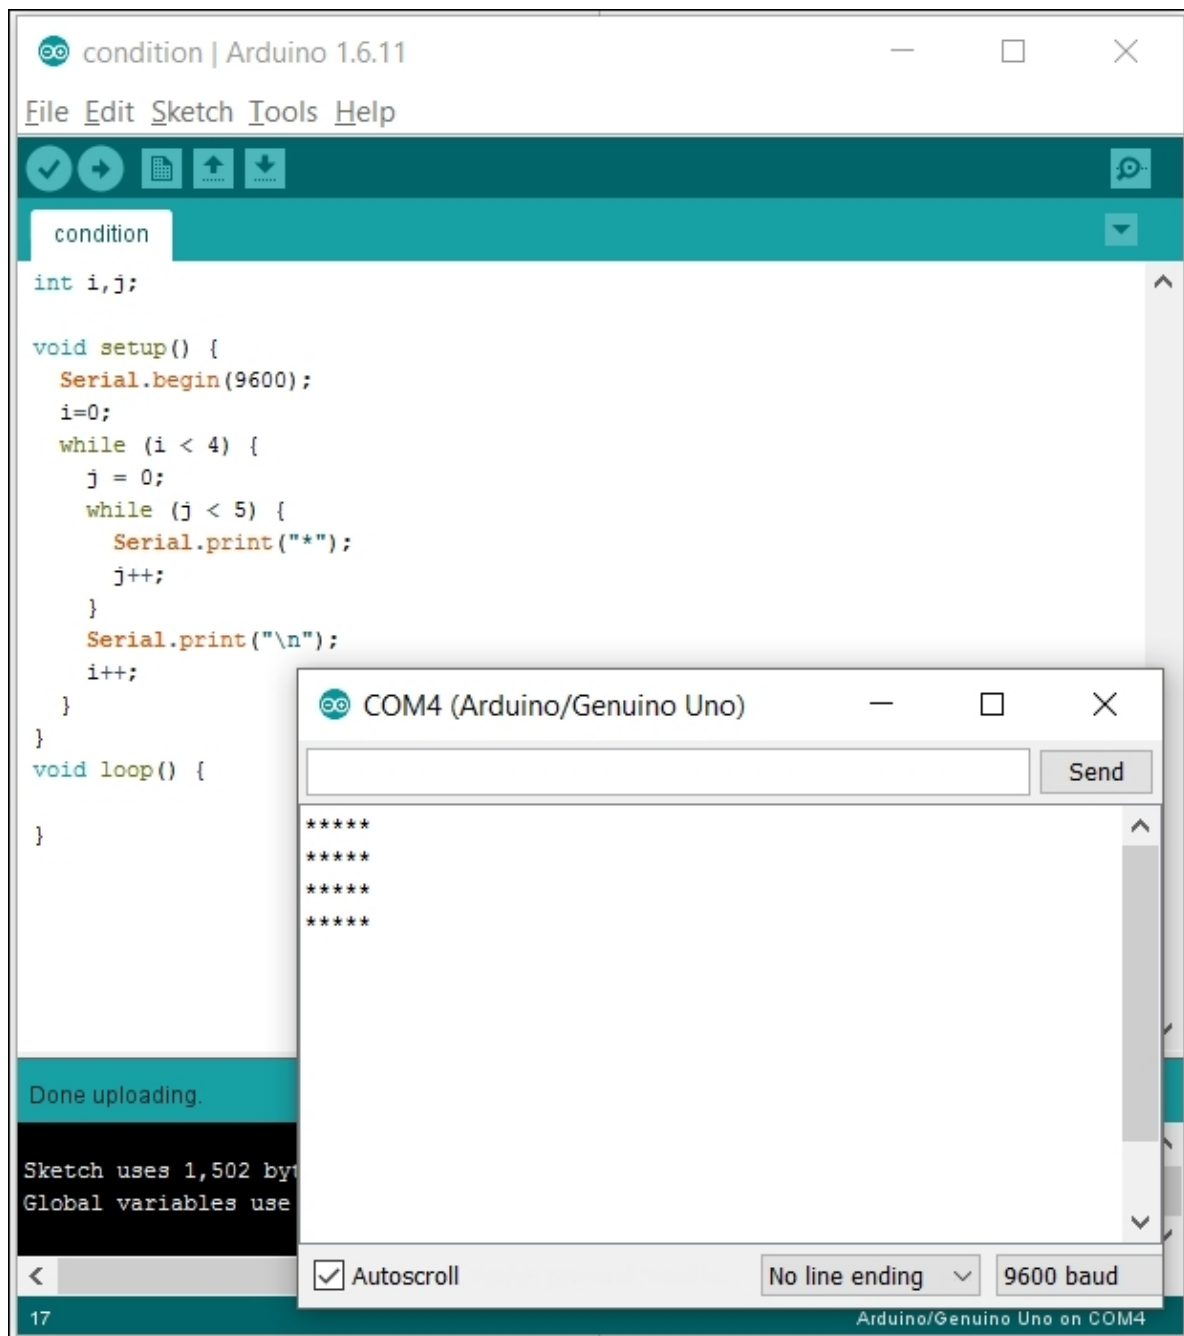 condition | Arduino 1.6.11
File Edit Sketch Tools Help
condition
int i,j;
void setup() {
  Serial.begin(9600);
  i=0;
  while (i < 4) {
    j = 0;
    while (j < 5) {
      Serial.print("*");
      j++;
    }
    Serial.print("\n");
    i++;
  }
}
void loop() {
}
COM4 (Arduino/Genuino Uno)
Send
*****
*****
*****
*****
Done uploading.
Sketch uses 1,502
Global variables use
Autoscroll No line ending 9600 baud
17 Arduino/Genuino Uno on COM4